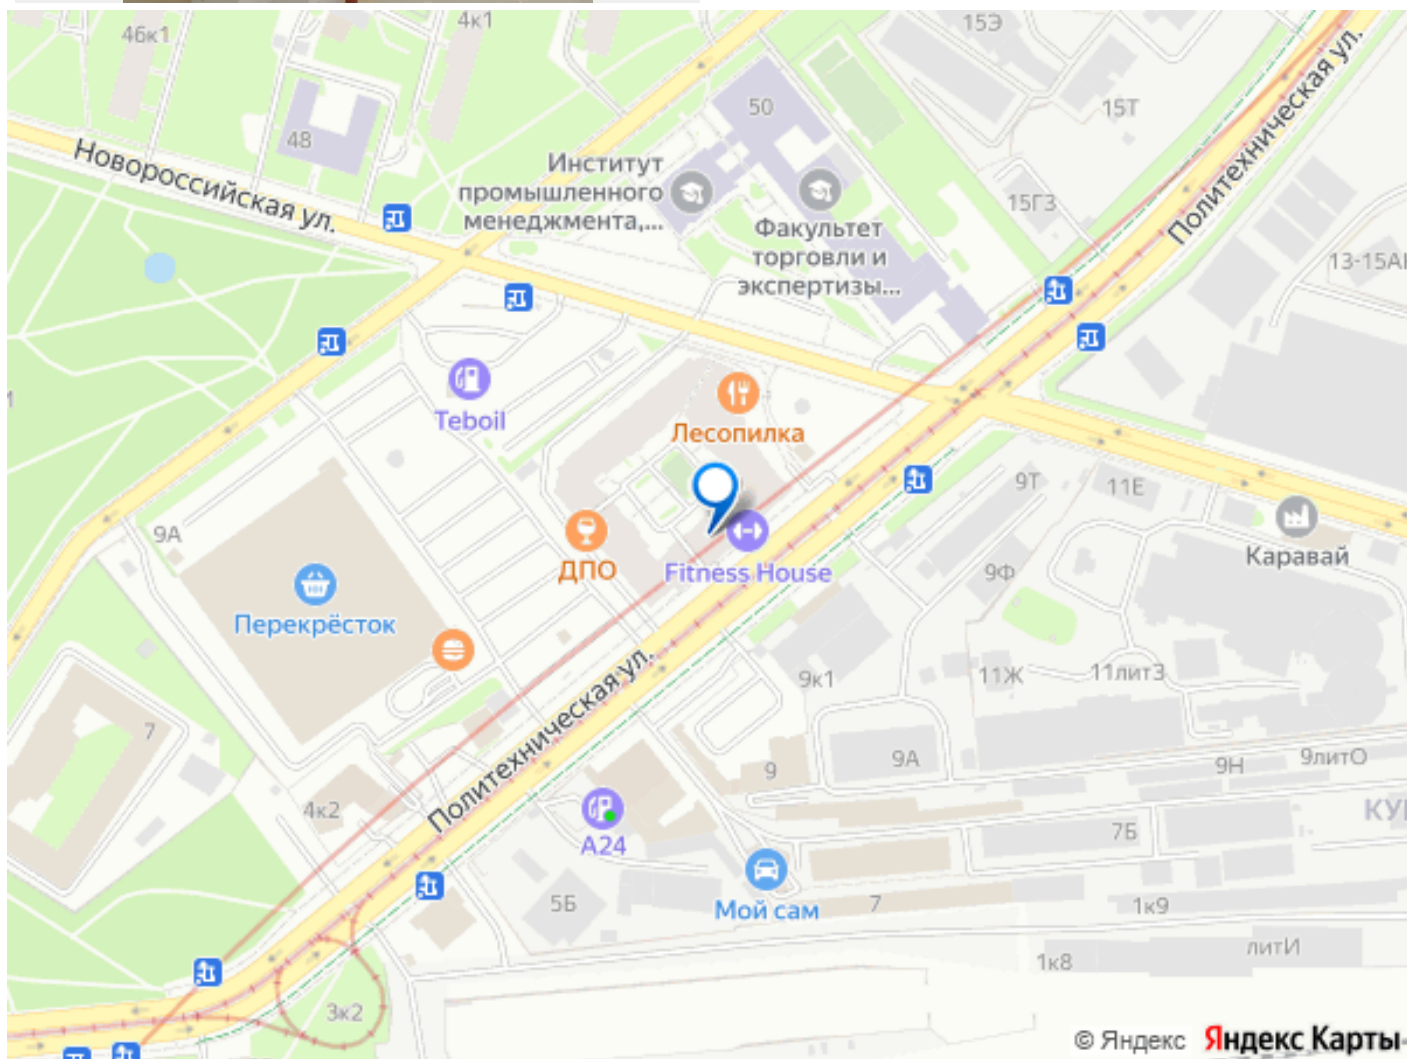 46к1
4к1
15Э
Политехническая ул.
50
15Т
48
Новороссийская ул.
Институт
промышленного
менеджмента,...
15Г3
Факультет
торговли и
экспертизы...
Teboil
Лесопилка
9Т
11Е
9А
ДПО
Fitness House
9Ф
Каравай
Перекрёсток
Политехническая ул.
9к1
11Ж
11лит3
7
9
9А
9Н
9литО
4к2
А24
7Б
5Б
Мой сам
7
1к9
1к8
литИ
3к2
© Яндекс Яндекс Карты